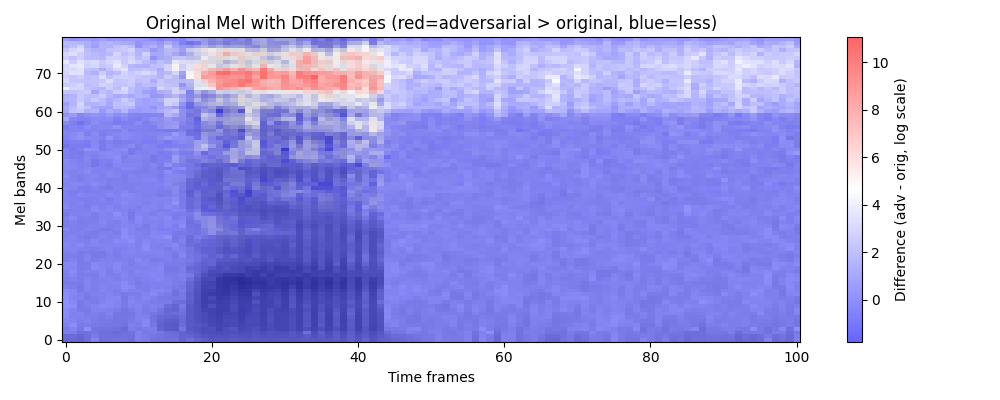 Original Mel with Differences (red=adversarial > original, blue=less)
Mel bands
70
60
50
40
30
20
10
0
0 20 40 60 80 100
Time frames
10
8
6
4
2
0
Difference (adv - orig, log scale)